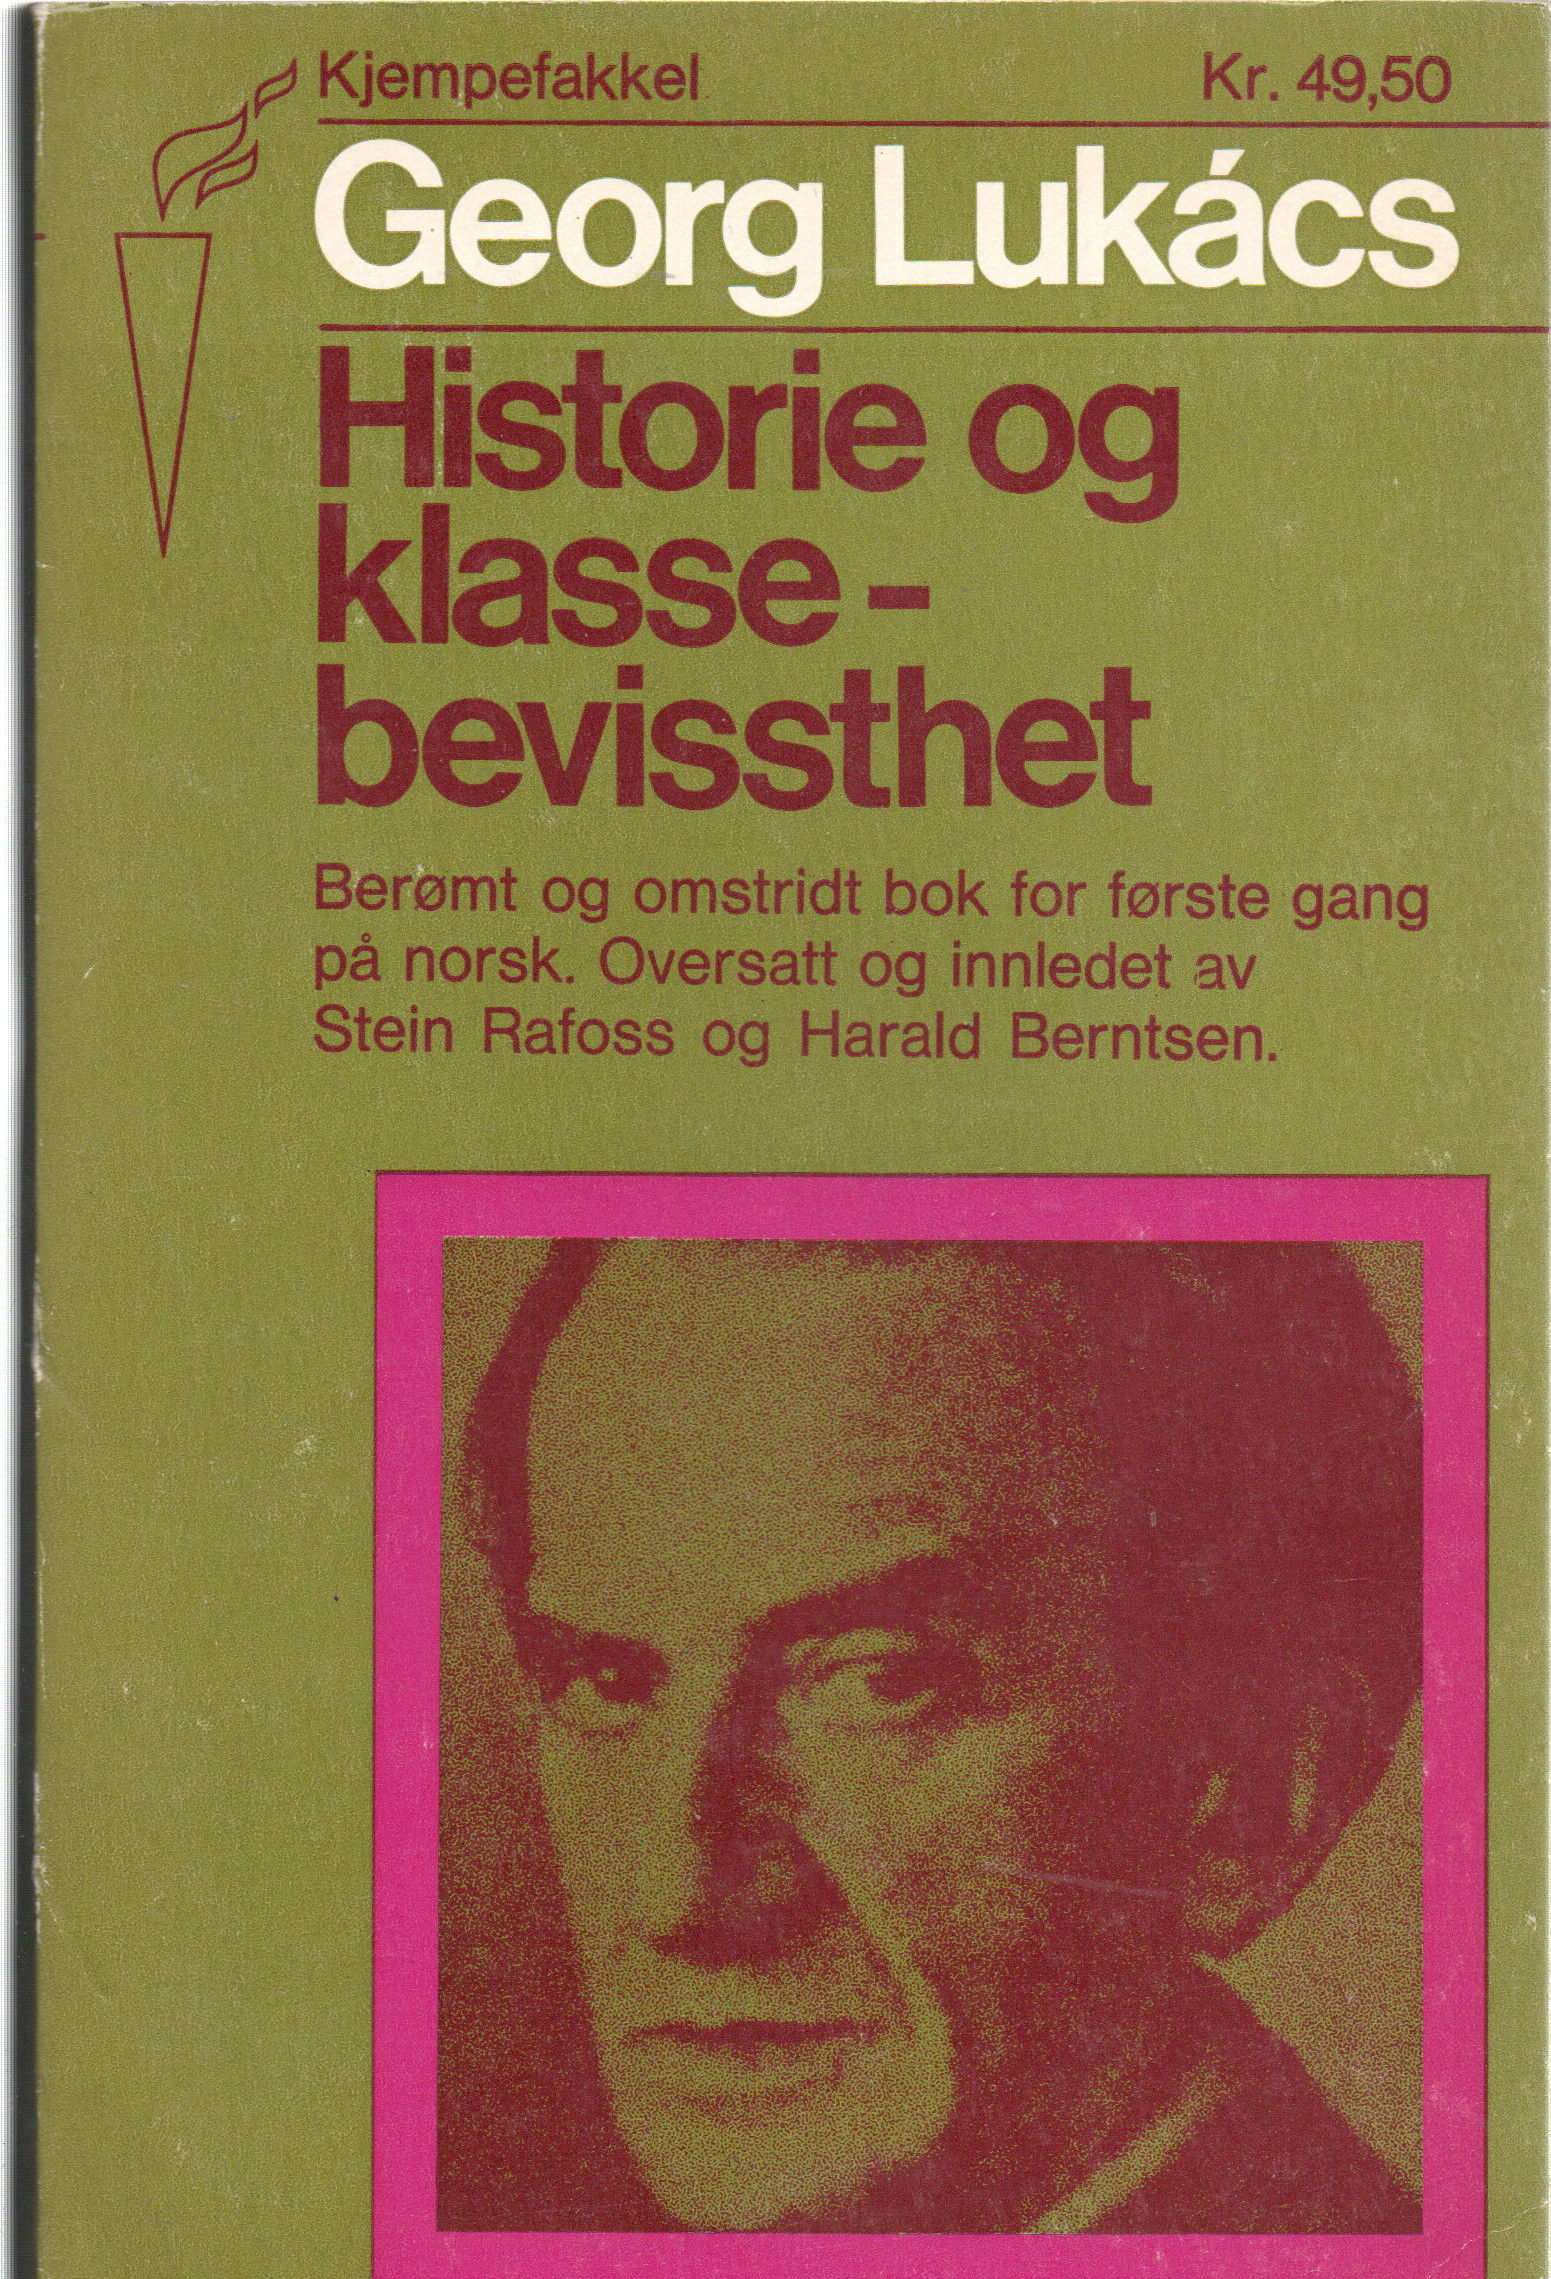 Kjempefakkel Kr. 49,50
Georg Lukács
Historie og
klasse-
bevissthet
Berømt og omstridt bok for første gang
på norsk. Oversatt og innledet av
Stein Rafoss og Harald Berntsen.